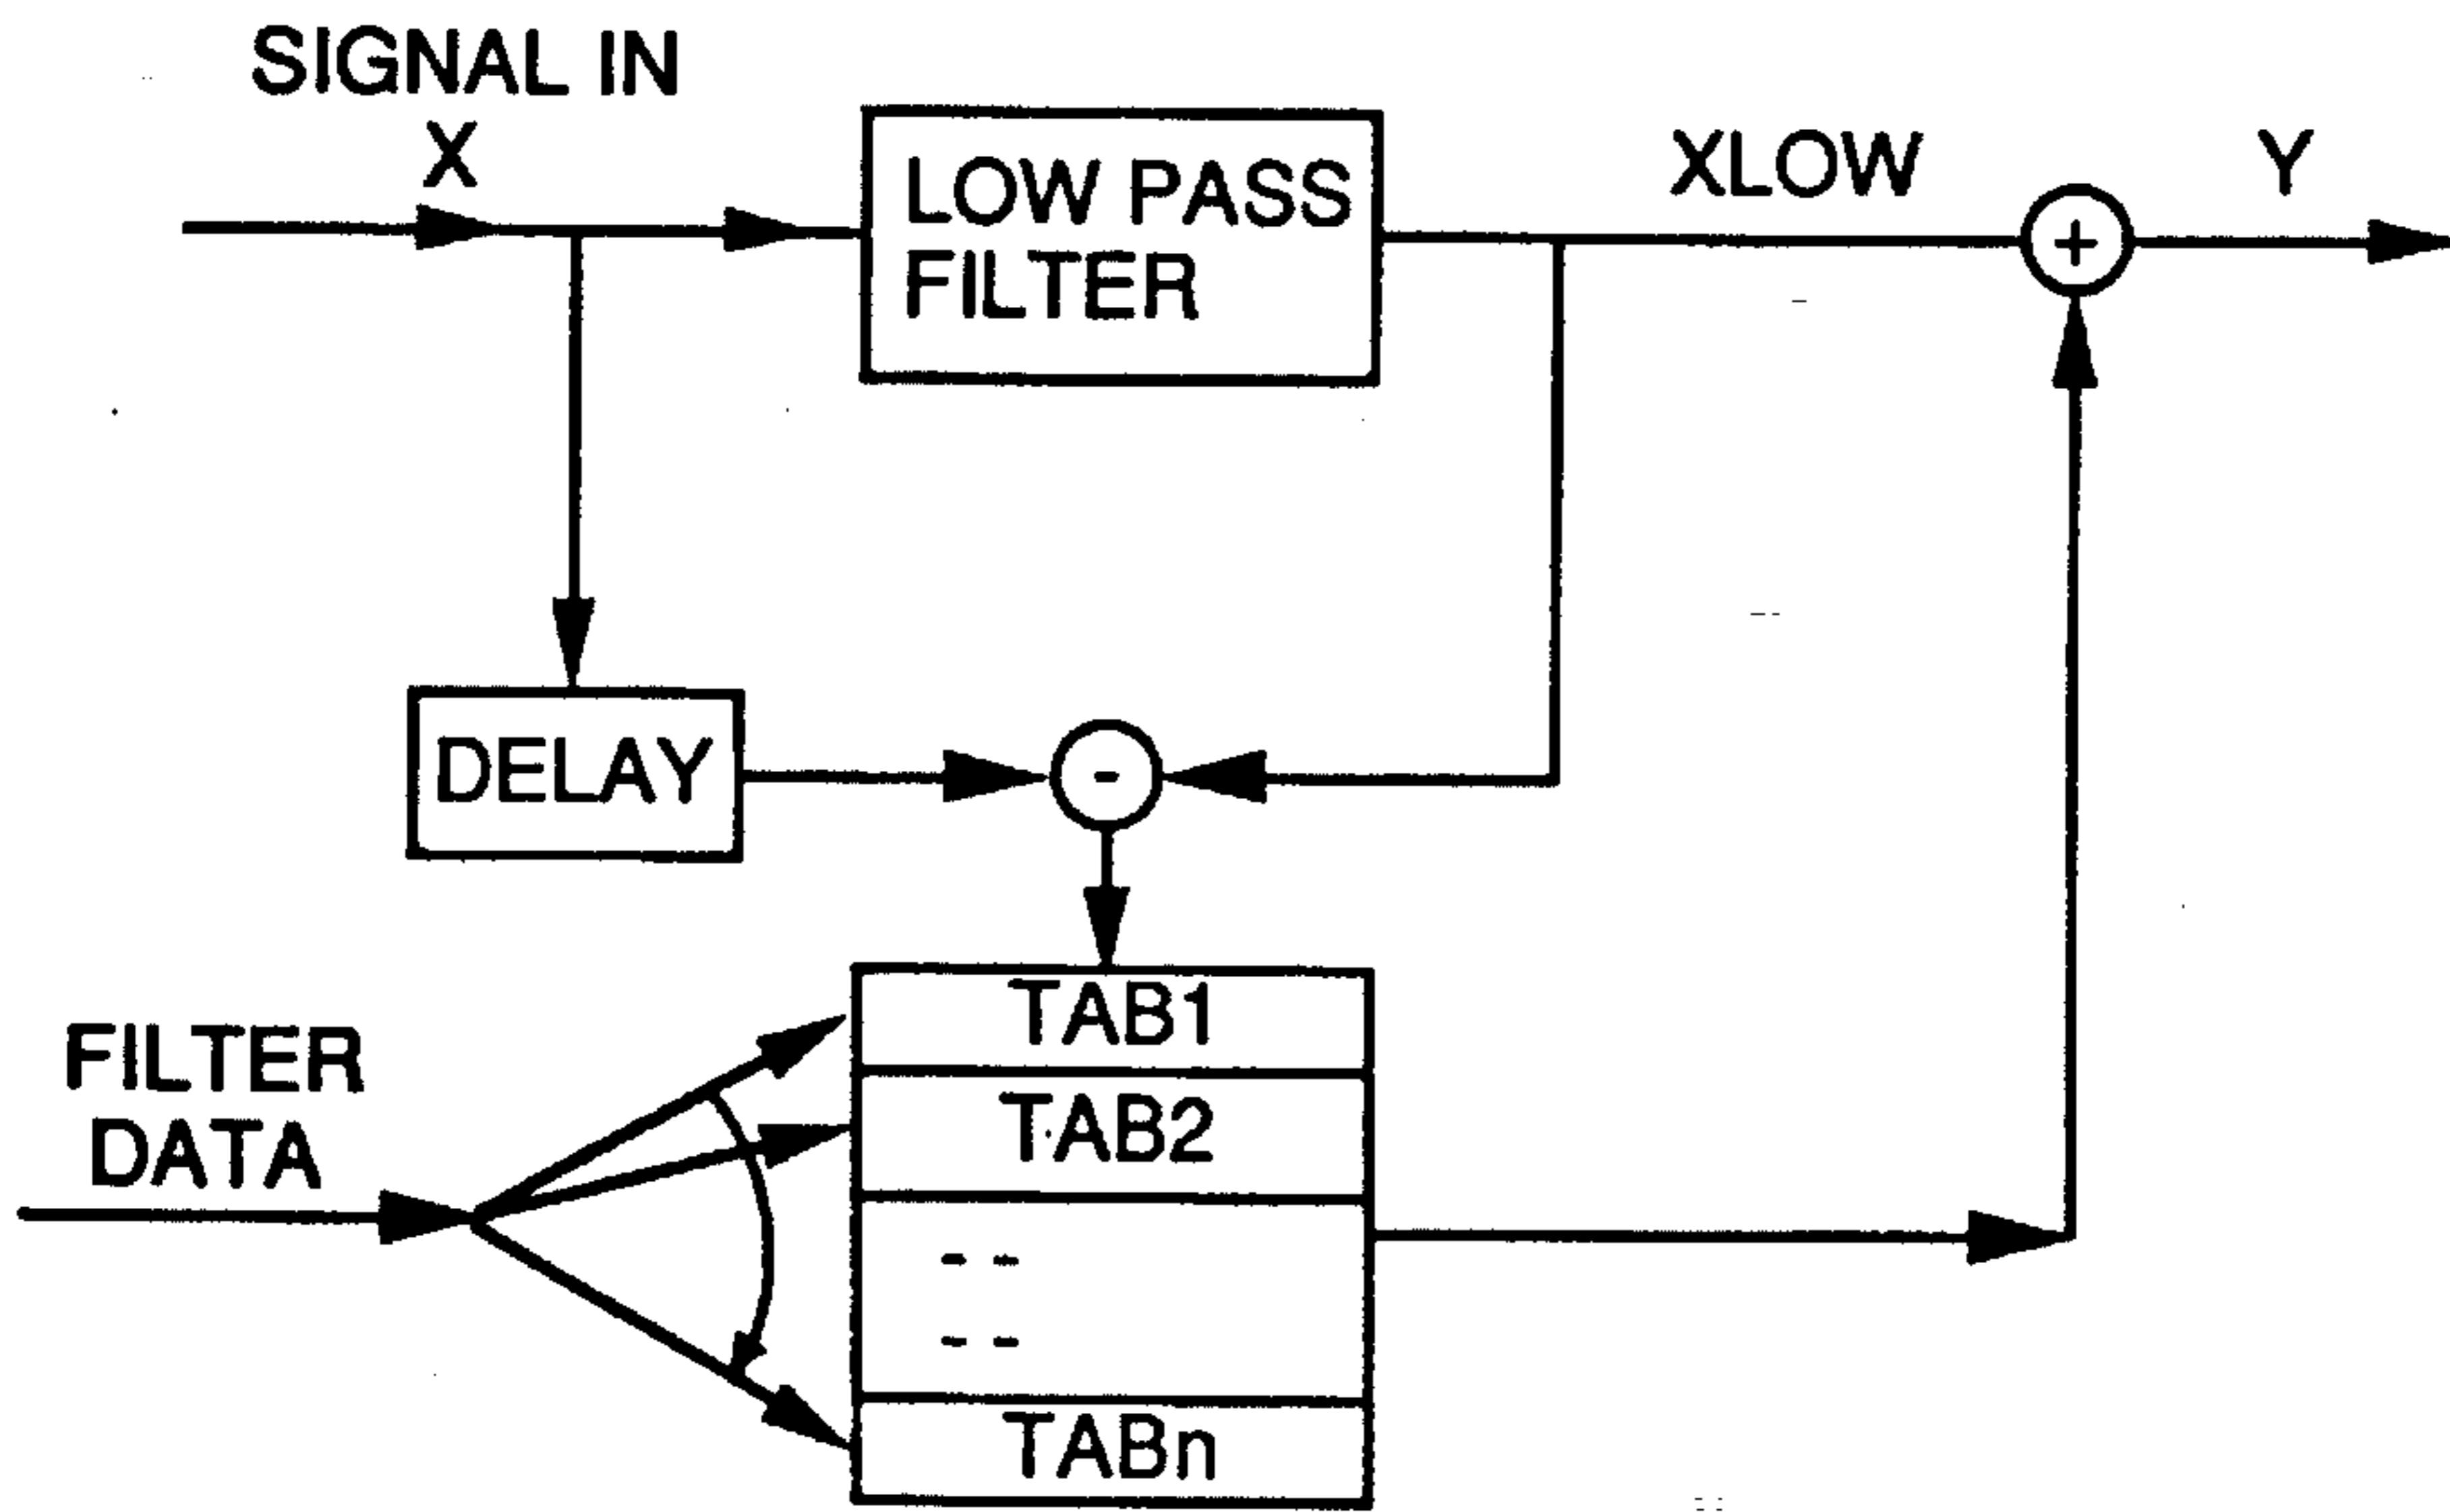 SIGNAL IN
X
LOW PASS
FILTER
XLOW
+
Y
DELAY
-
FILTER
DATA
TAB1
TAB2
-- 
--
TABn